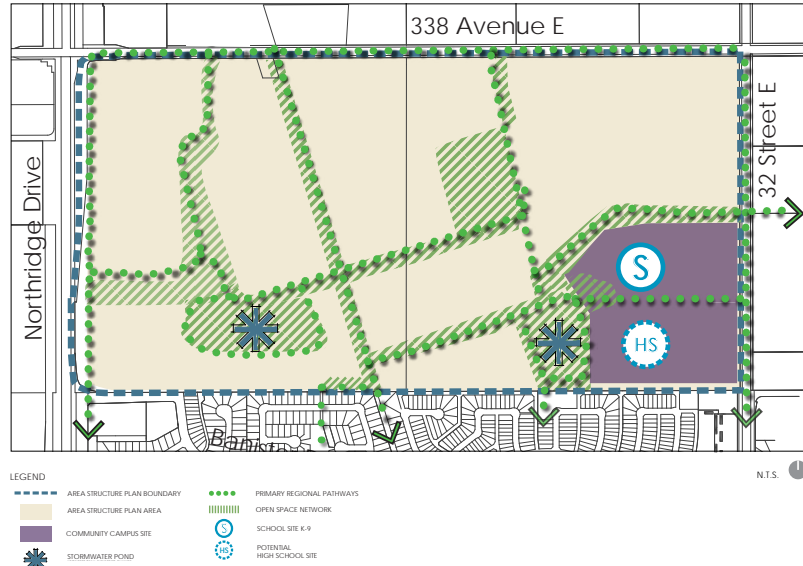 338 Avenue E
32 Street E
Northridge Drive
S
HS
LEGEND
N.T.S.
AREA STRUCTURE PLAN BOUNDARY
PRIMARY REGIONAL PATHWAYS
AREA STRUCTURE PLAN AREA
OPEN SPACE NETWORK
COMMUNITY CAMPUS SITE
S
SCHOOL SITE K-9
STORMWATER POND
HS
POTENTIAL
HIGH SCHOOL SITE